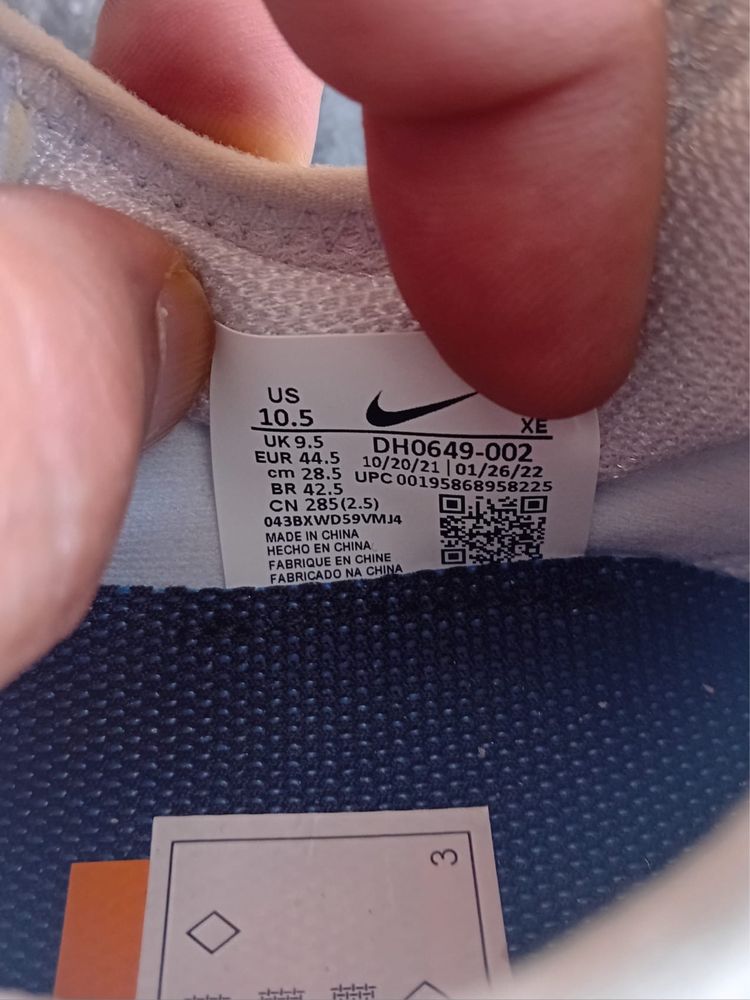 US
10.5
XE
UK 9.5
EUR 44.5
cm 28.5
BR 42.5
CN 285(2.5)
DH0649-002
10/20/21 | 01/26/22
UPC 00195868958225
043BXWD59VMJ4
MADE IN CHINA
HECHO EN CHINA
FABRIQUE EN CHINE
FABRICADO NA CHINA
3